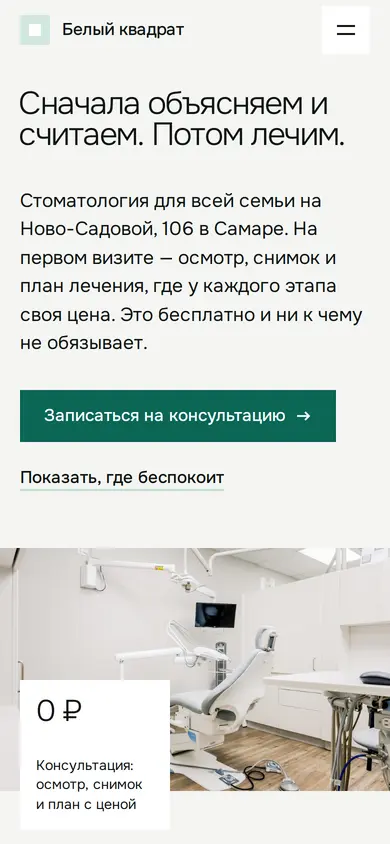 Белый квадрат
Сначала объясняем и
считаем. Потом лечим.
Стоматология для всей семьи на
Ново-Садовой, 106 в Самаре. На
первом визите — осмотр, снимок и
план лечения, где у каждого этапа
своя цена. Это бесплатно и ни к чему
не обязывает.
Записаться на консультацию →
Показать, где беспокоит
0 ₽
Консультация:
осмотр, снимок
и план с ценой